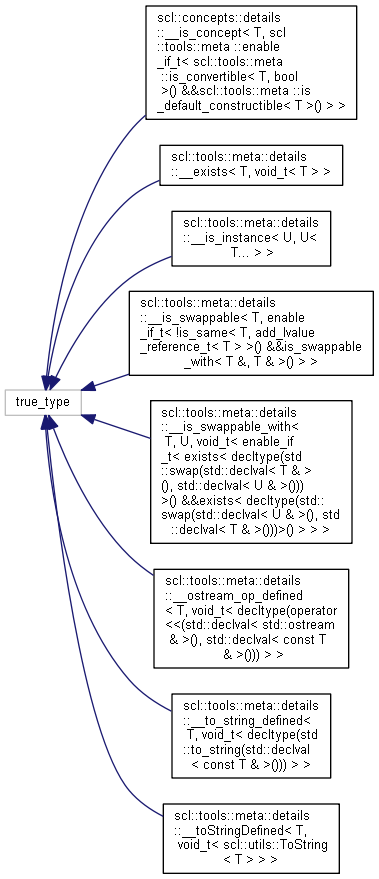 scl::concepts::details
::__is_concept< T, scl
::tools::meta ::enable
_if_t< scl::tools::meta
::is_convertible< T, bool
>() &&scl::tools::meta ::is
_default_constructible< T >() > >
scl::tools::meta::details
::__exists< T, void_t< T > >
scl::tools::meta::details
::__is_instance< U, U<
T... > >
scl::tools::meta::details
::__is_swappable< T, enable
_if_t< !is_same< T, add_lvalue
_reference_t< T > >() &&is_swappable
_with< T &, T & >() > >
true_type
scl::tools::meta::details
::__is_swappable_with<
T, U, void_t< enable_if
_t< exists< decltype(std
::swap(std::declval< T & >
(), std::declval< U & >()))
>() &&exists< decltype(std::
swap(std::declval< U & >(), std
::declval< T & >()))>() > > >
scl::tools::meta::details
::__ostream_op_defined
< T, void_t< decltype(operator
<<(std::declval< std::ostream
& >(), std::declval< const T
& >())) > >
scl::tools::meta::details
::__to_string_defined<
T, void_t< decltype(std
::to_string(std::declval
< const T & >())) > >
scl::tools::meta::details
::__toStringDefined< T,
void_t< scl::utils::ToString
< T > > >